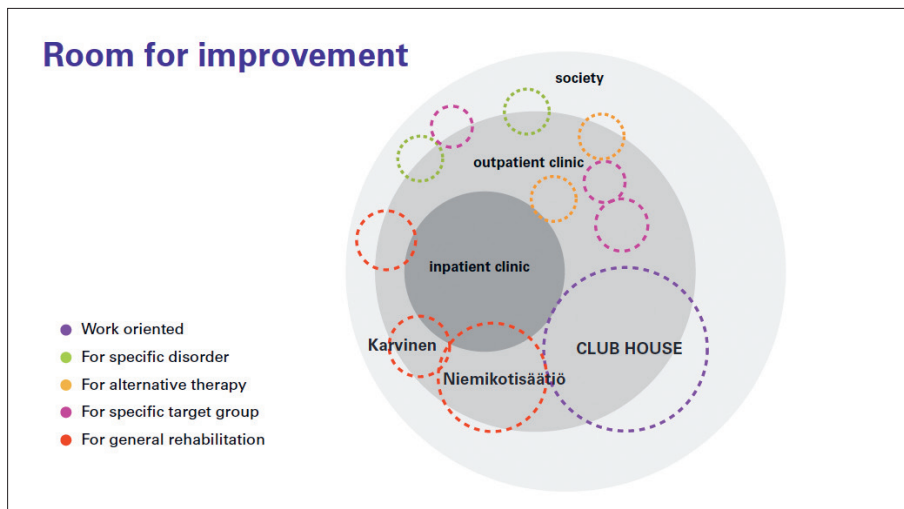 Room for improvement
society
outpatient clinic
inpatient clinic
Karvinen
Niemikotisäätiö
CLUB HOUSE
Work oriented
For specific disorder
For alternative therapy
For specific target group
For general rehabilitation